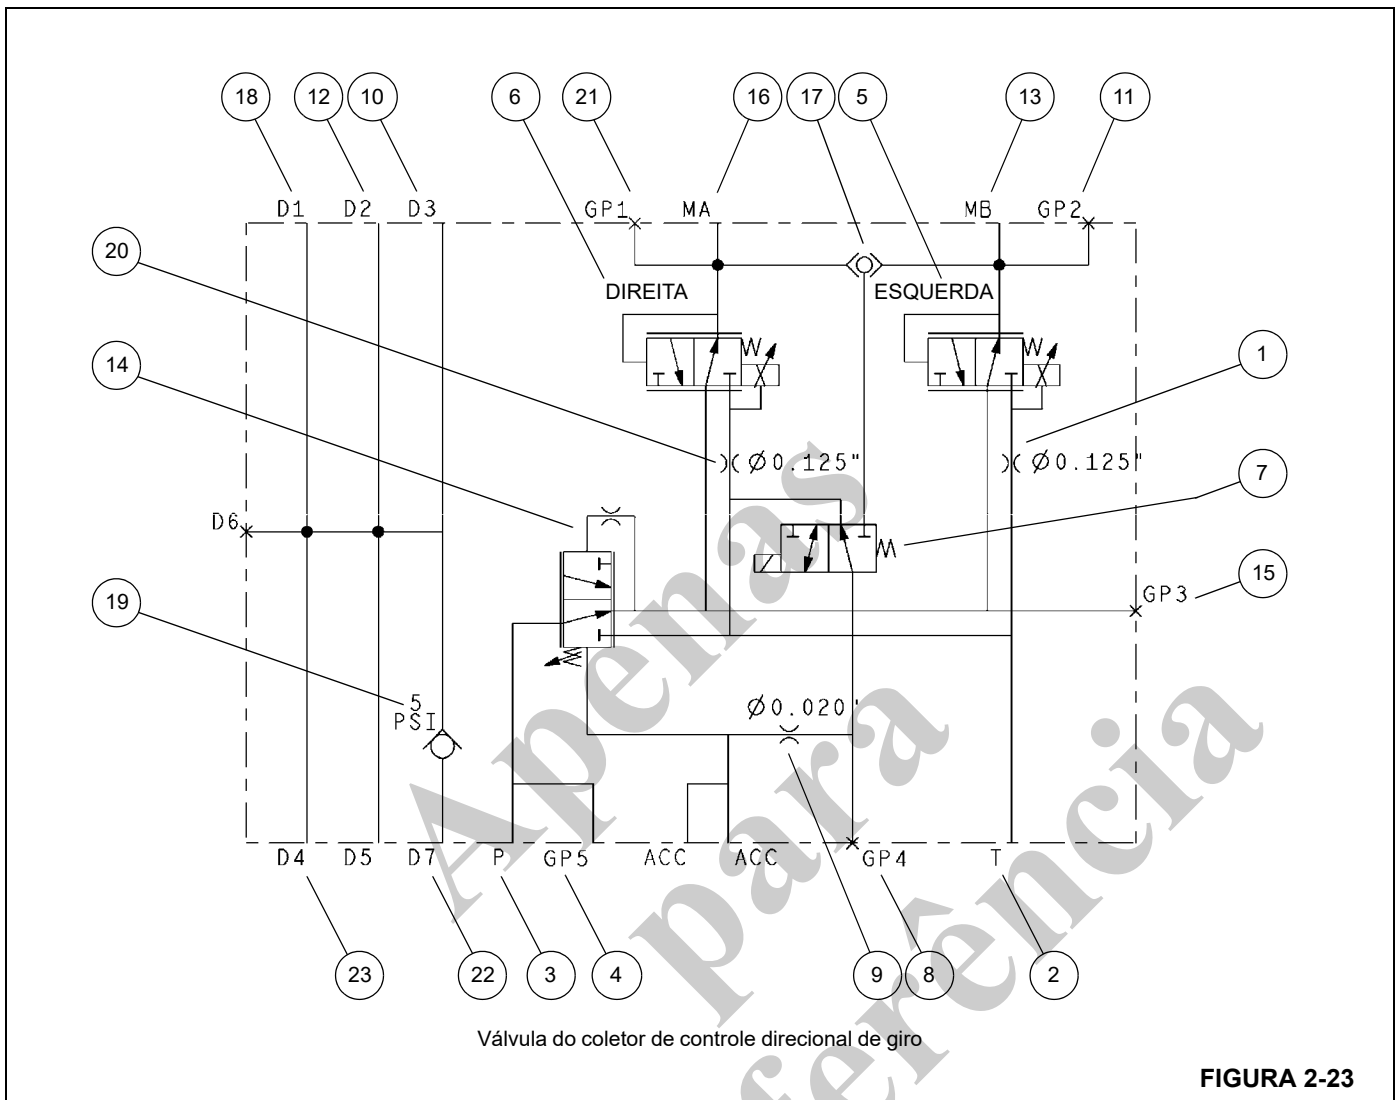 18 12 10 6 21 16 17 5 13 11
D1 D2 D3 GP1 MA MB GP2
20
DIREITA ESQUERDA
14
1
Ø0.125" Ø0.125"
7
D6
15
GP3
19
5
PSI
Ø0.020"
D4 D5 D7 P GP5 ACC ACC GP4 T
23 22 3 4 9 8 2
Apenas
para
Válvula do coletor de controle direcional de giro
FIGURA 2-23